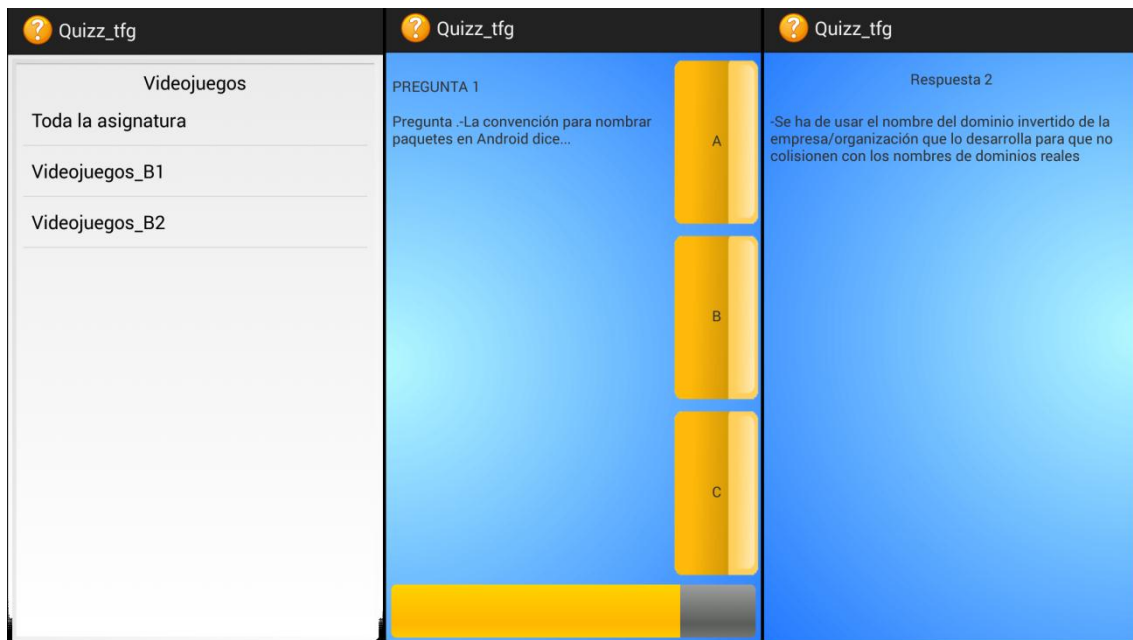 Quizz_tfg
Videojuegos
Toda la asignatura
Videojuegos_B1
Videojuegos_B2
Quizz_tfg
PREGUNTA 1
Pregunta .-La convención para nombrar
paquetes en Android dice...
A
B
C
Quizz_tfg
Respuesta 2
-Se ha de usar el nombre del dominio invertido de la
empresa/organización que lo desarrolla para que no
colisionen con los nombres de dominios reales